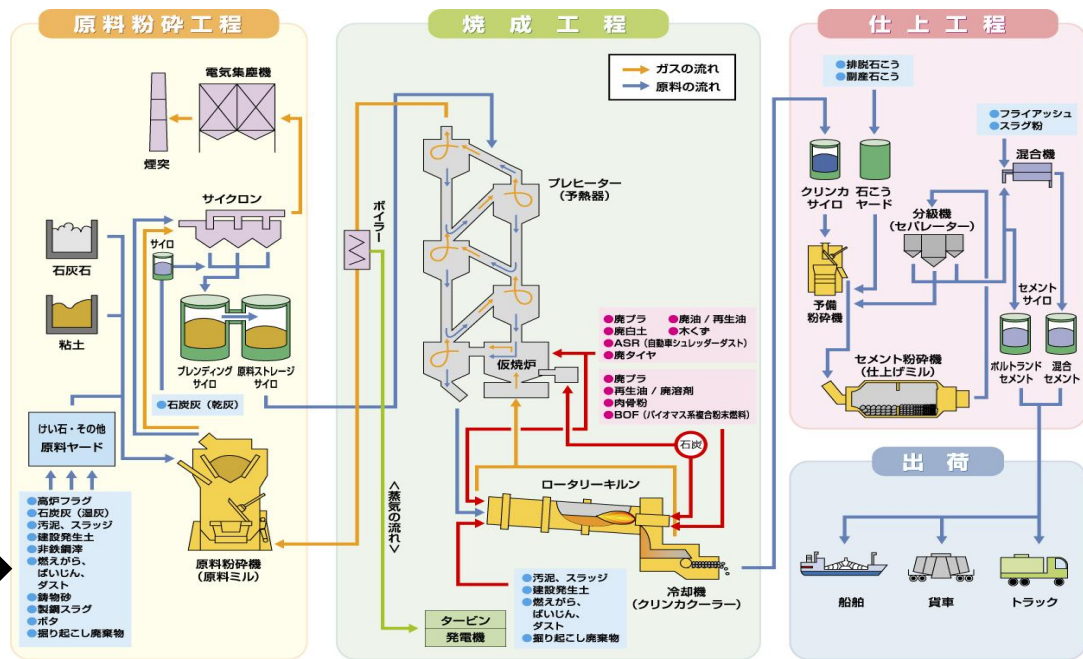 原料粉砕工程
電気集塵機
煙突
サイクロン
サイロ
石灰石
粘土
ブレンディング
サイロ
原料ストレージ
サイロ
●石炭灰（乾灰）
けい石・その他
原料ヤード
●高炉フラグ
●石炭灰（湿灰）
●汚泥、スラッジ
●建設発生土
●非鉄鋼滓
●燃えがら、
ばいじん、
ダスト
●鋳物砂
●製鋼スラグ
●ボタ
●掘り起こし廃棄物
原料粉砕機
（原料ミル）
焼成工程
ガスの流れ
原料の流れ
プレヒーター
（予熱器）
ボイラー
仮焼炉
●廃プラ ●廃油 / 再生油
●廃白土 ●木くず
●ASR（自動車シュレッダーダスト）
●廃タイヤ
●廃プラ
●再生油 / 廃溶剤
●肉骨粉
●BOF（バイオマス系複合粉末燃料）
石炭
ロータリーキルン
＜蒸気の流れ＞
●汚泥、スラッジ
●建設発生土
●燃えがら、
ばいじん、
ダスト
●掘り起こし廃棄物
冷却機
（クリンカクーラー）
タービン
発電機
仕上工程
●排脱石こう
●副産石こう
●フライアッシュ
●スラグ粉
混合機
クリンカ
サイロ
石こう
ヤード
分級機
（セパレーター）
予備
粉砕機
セメント
サイロ
セメント粉砕機
（仕上げミル）
ポルトランド
セメント
混合
セメント
出荷
船舶
貨車
トラック